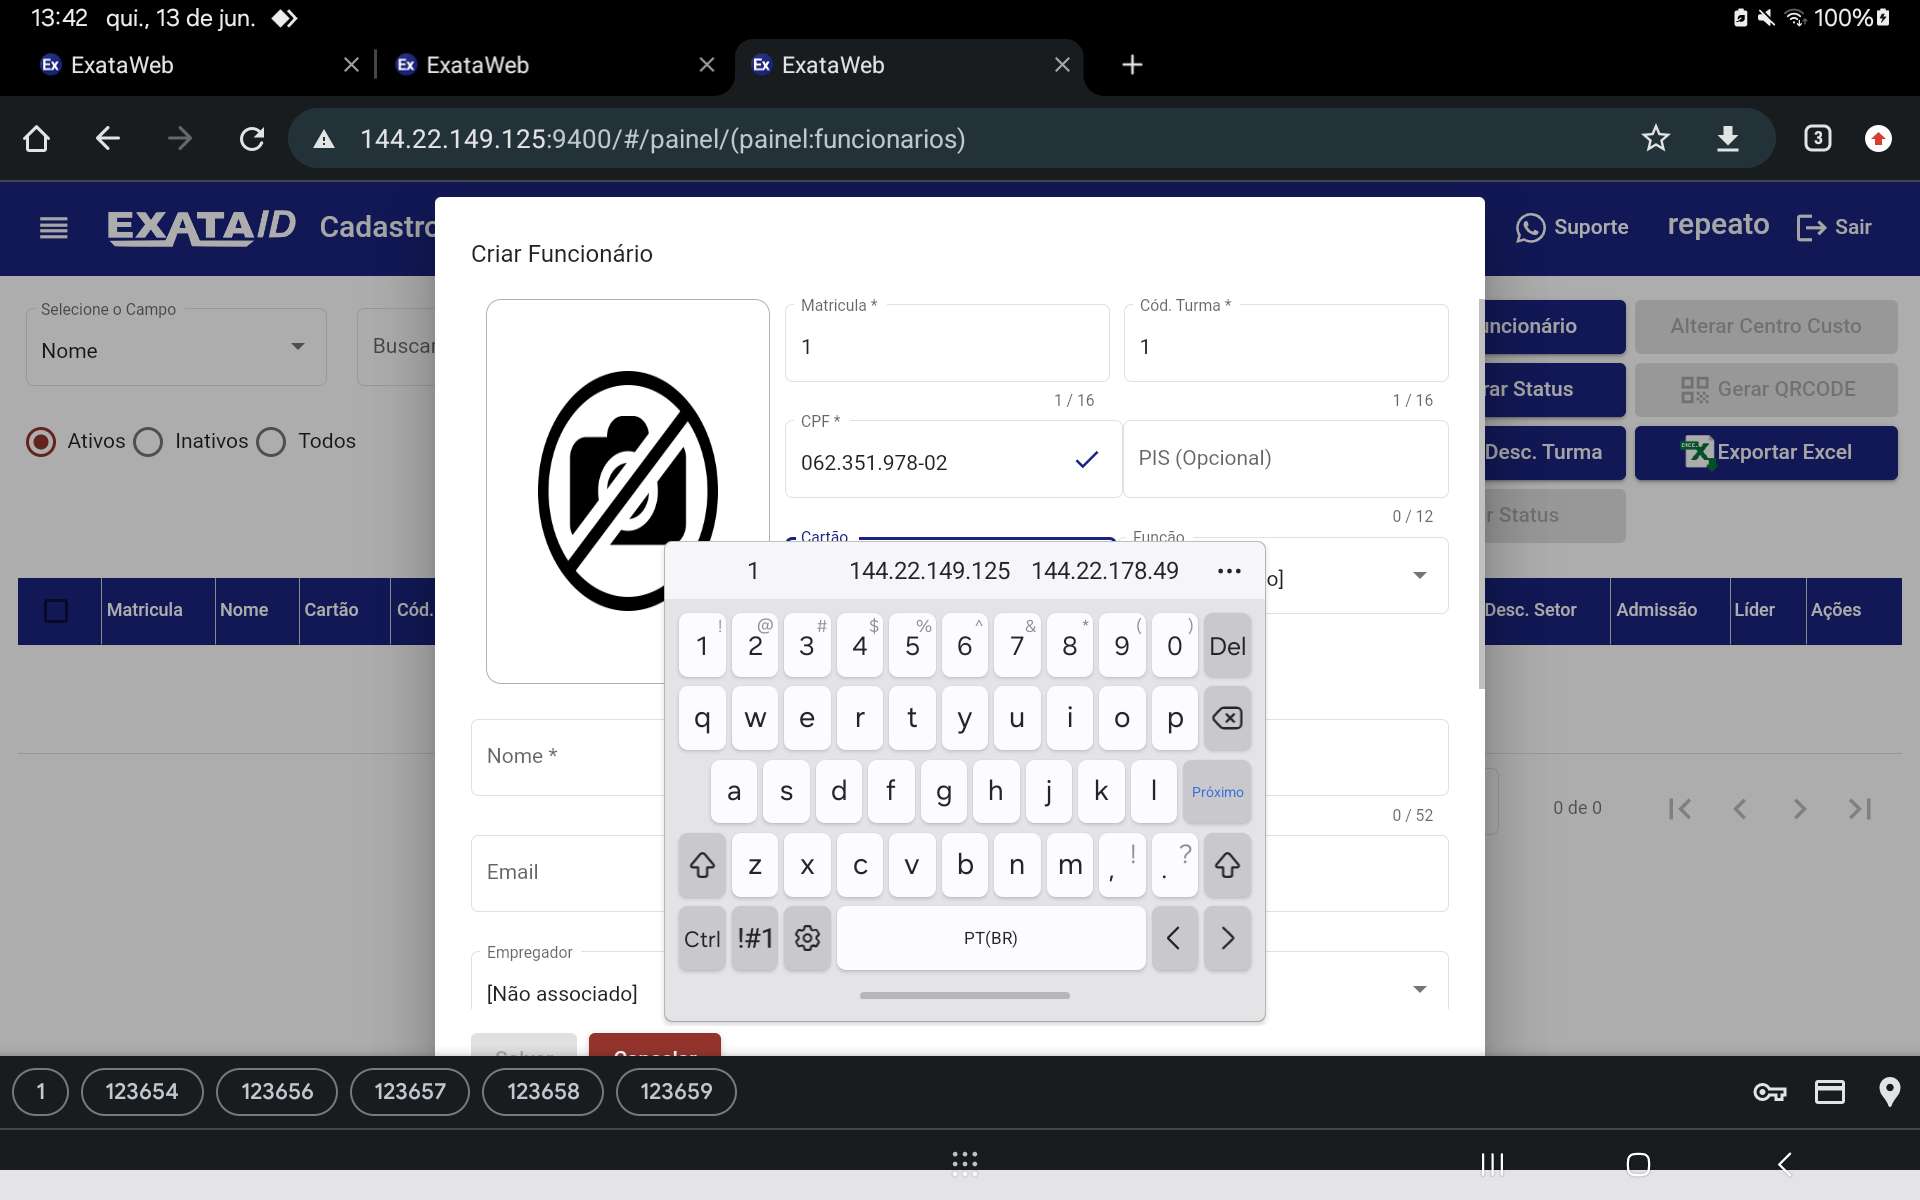 13:42 qui., 13 de jun. 100%
Ex ExataWeb Ex ExataWeb Ex ExataWeb
144.22.149.125:9400/#/painel/(painel:funcionarios) 3
EXATAID Cadastro Suporte repeato Sair
Criar Funcionário
Selecione o Campo
Nome
Buscar
Matricula *
1
1 / 16
Cód. Turma *
1
1 / 16
uncionário
Alterar Centro Custo
rar Status
Gerar QRCODE
Desc. Turma
Exportar Excel
r Status
Ativos Inativos Todos
CPF *
062.351.978-02
PIS (Opcional)
0 / 12
Cartão
Função
o]
Matricula Nome Cartão Cód. Desc. Setor Admissão Líder Ações
1 144.22.149.125 144.22.178.49 ...
! @ # $ % ^ & * ( )
1 2 3 4 5 6 7 8 9 0 Del
q w e r t y u i o p
a s d f g h j k l Próximo
z x c v b n m , ! . ?
Ctrl !#1 PT(BR) < >
Nome *
0 / 52
Email
Empregador
[Não associado]
0 de 0
Salvar Cancelar
1 123654 123656 123657 123658 123659